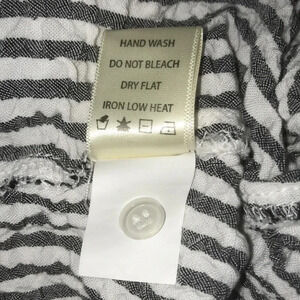 HAND WASH
DO NOT BLEACH
DRY FLAT
IRON LOW HEAT